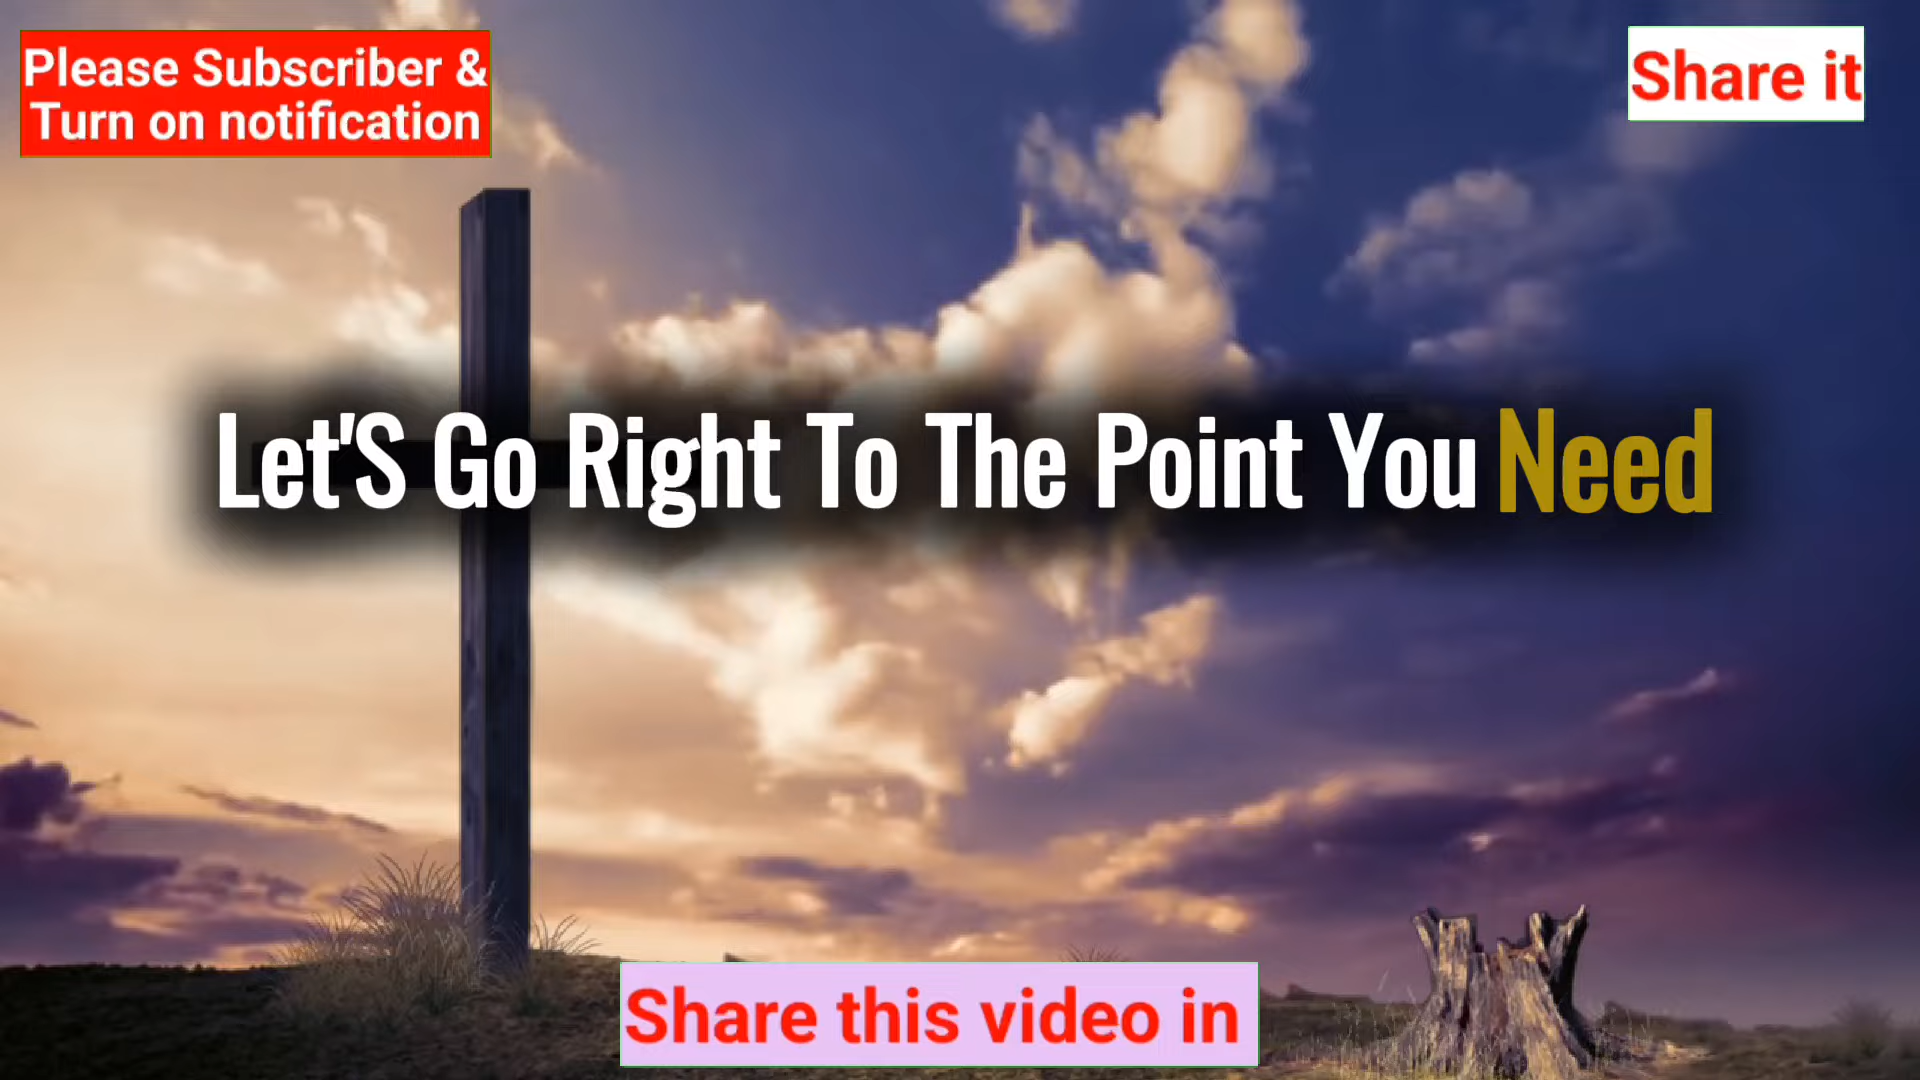 Please Subscriber &
Turn on notification
Share it
Let'S Go Right To The Point You Need
Share this video in